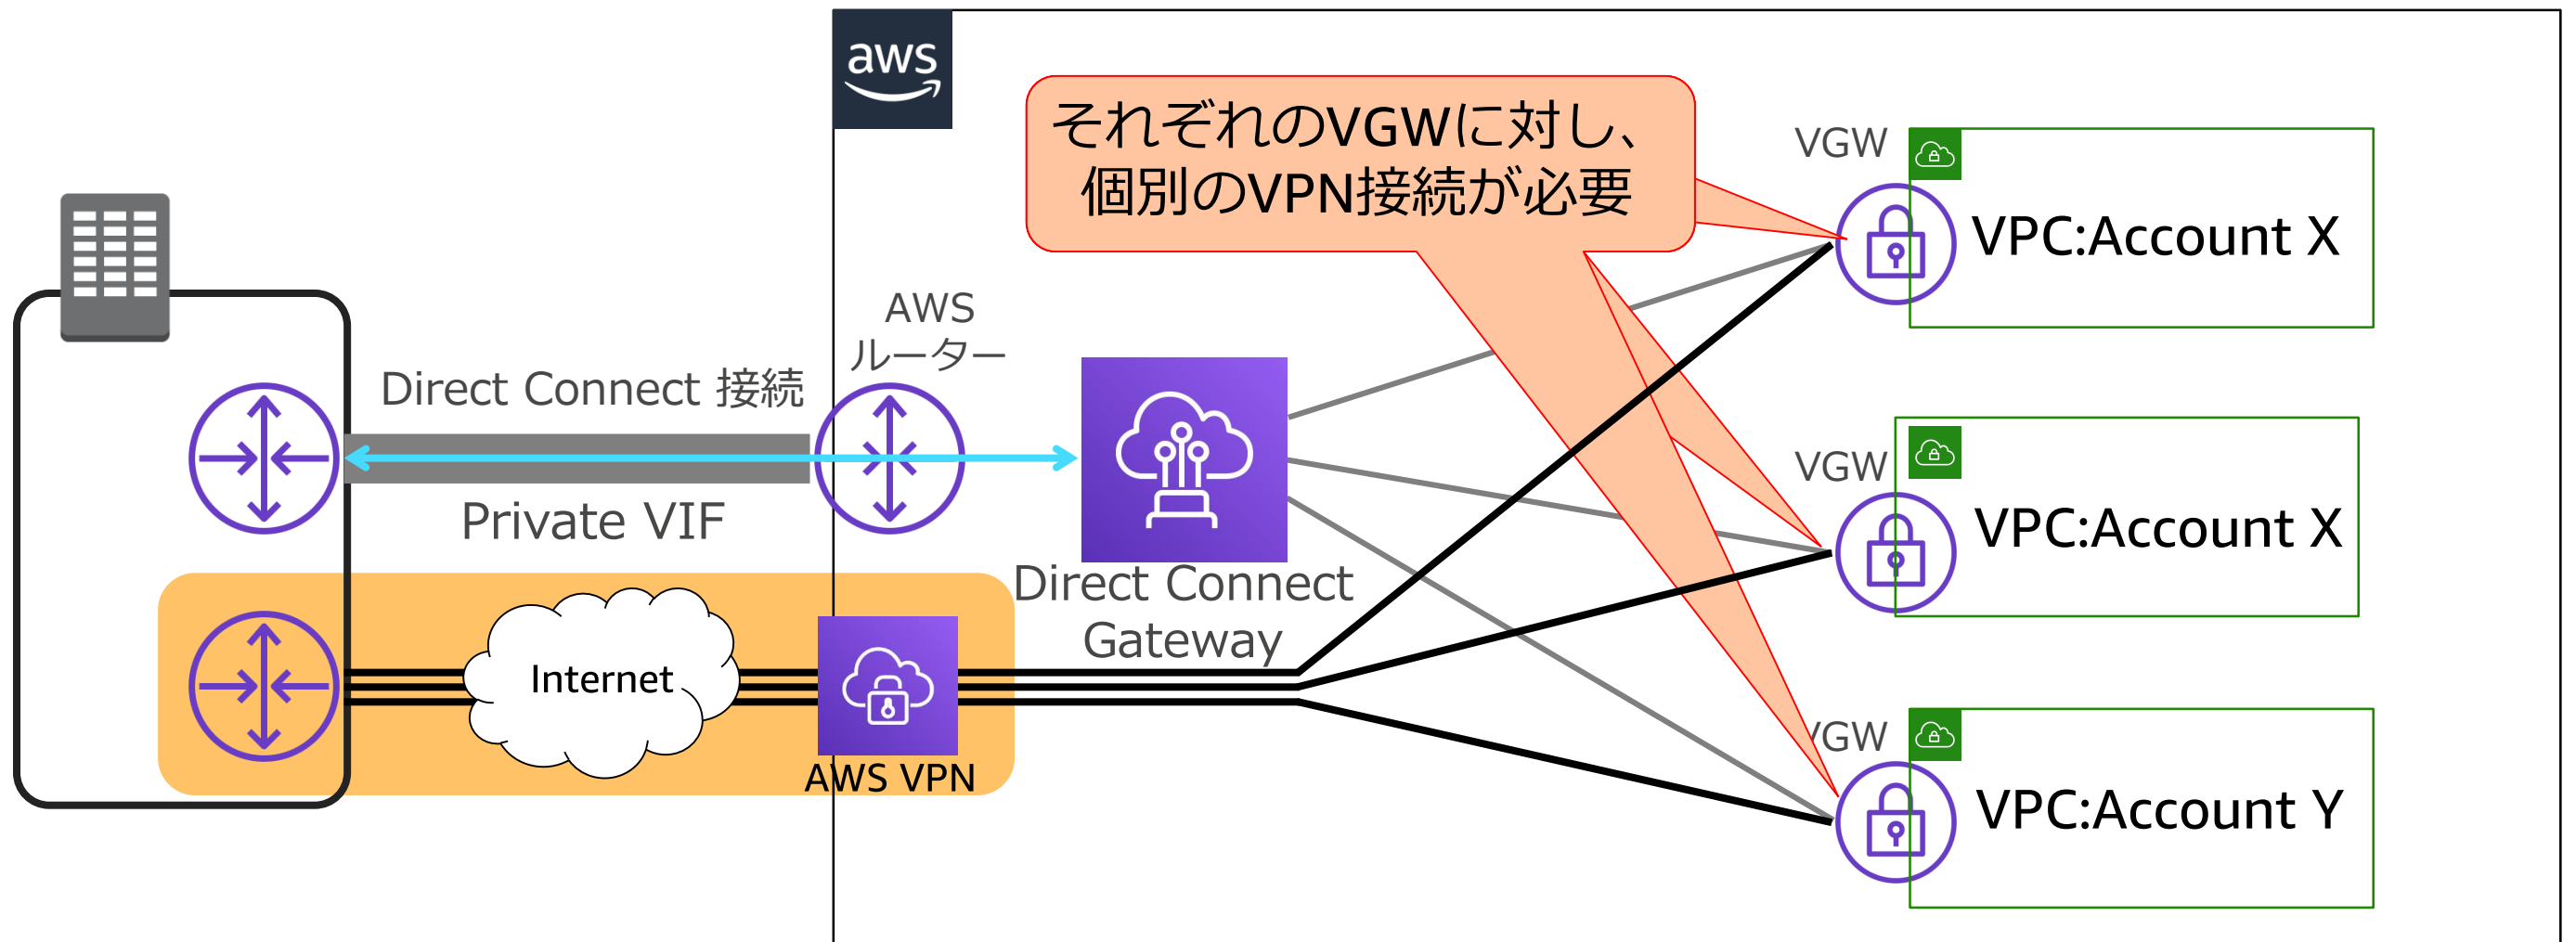 aws
それぞれのVGWに対し、
個別のVPN接続が必要
VGW
VPC:Account X
AWS
ルーター
Direct Connect 接続
Private VIF
Direct Connect
Gateway
VGW
VPC:Account X
Internet
AWS VPN
VGW
VPC:Account Y